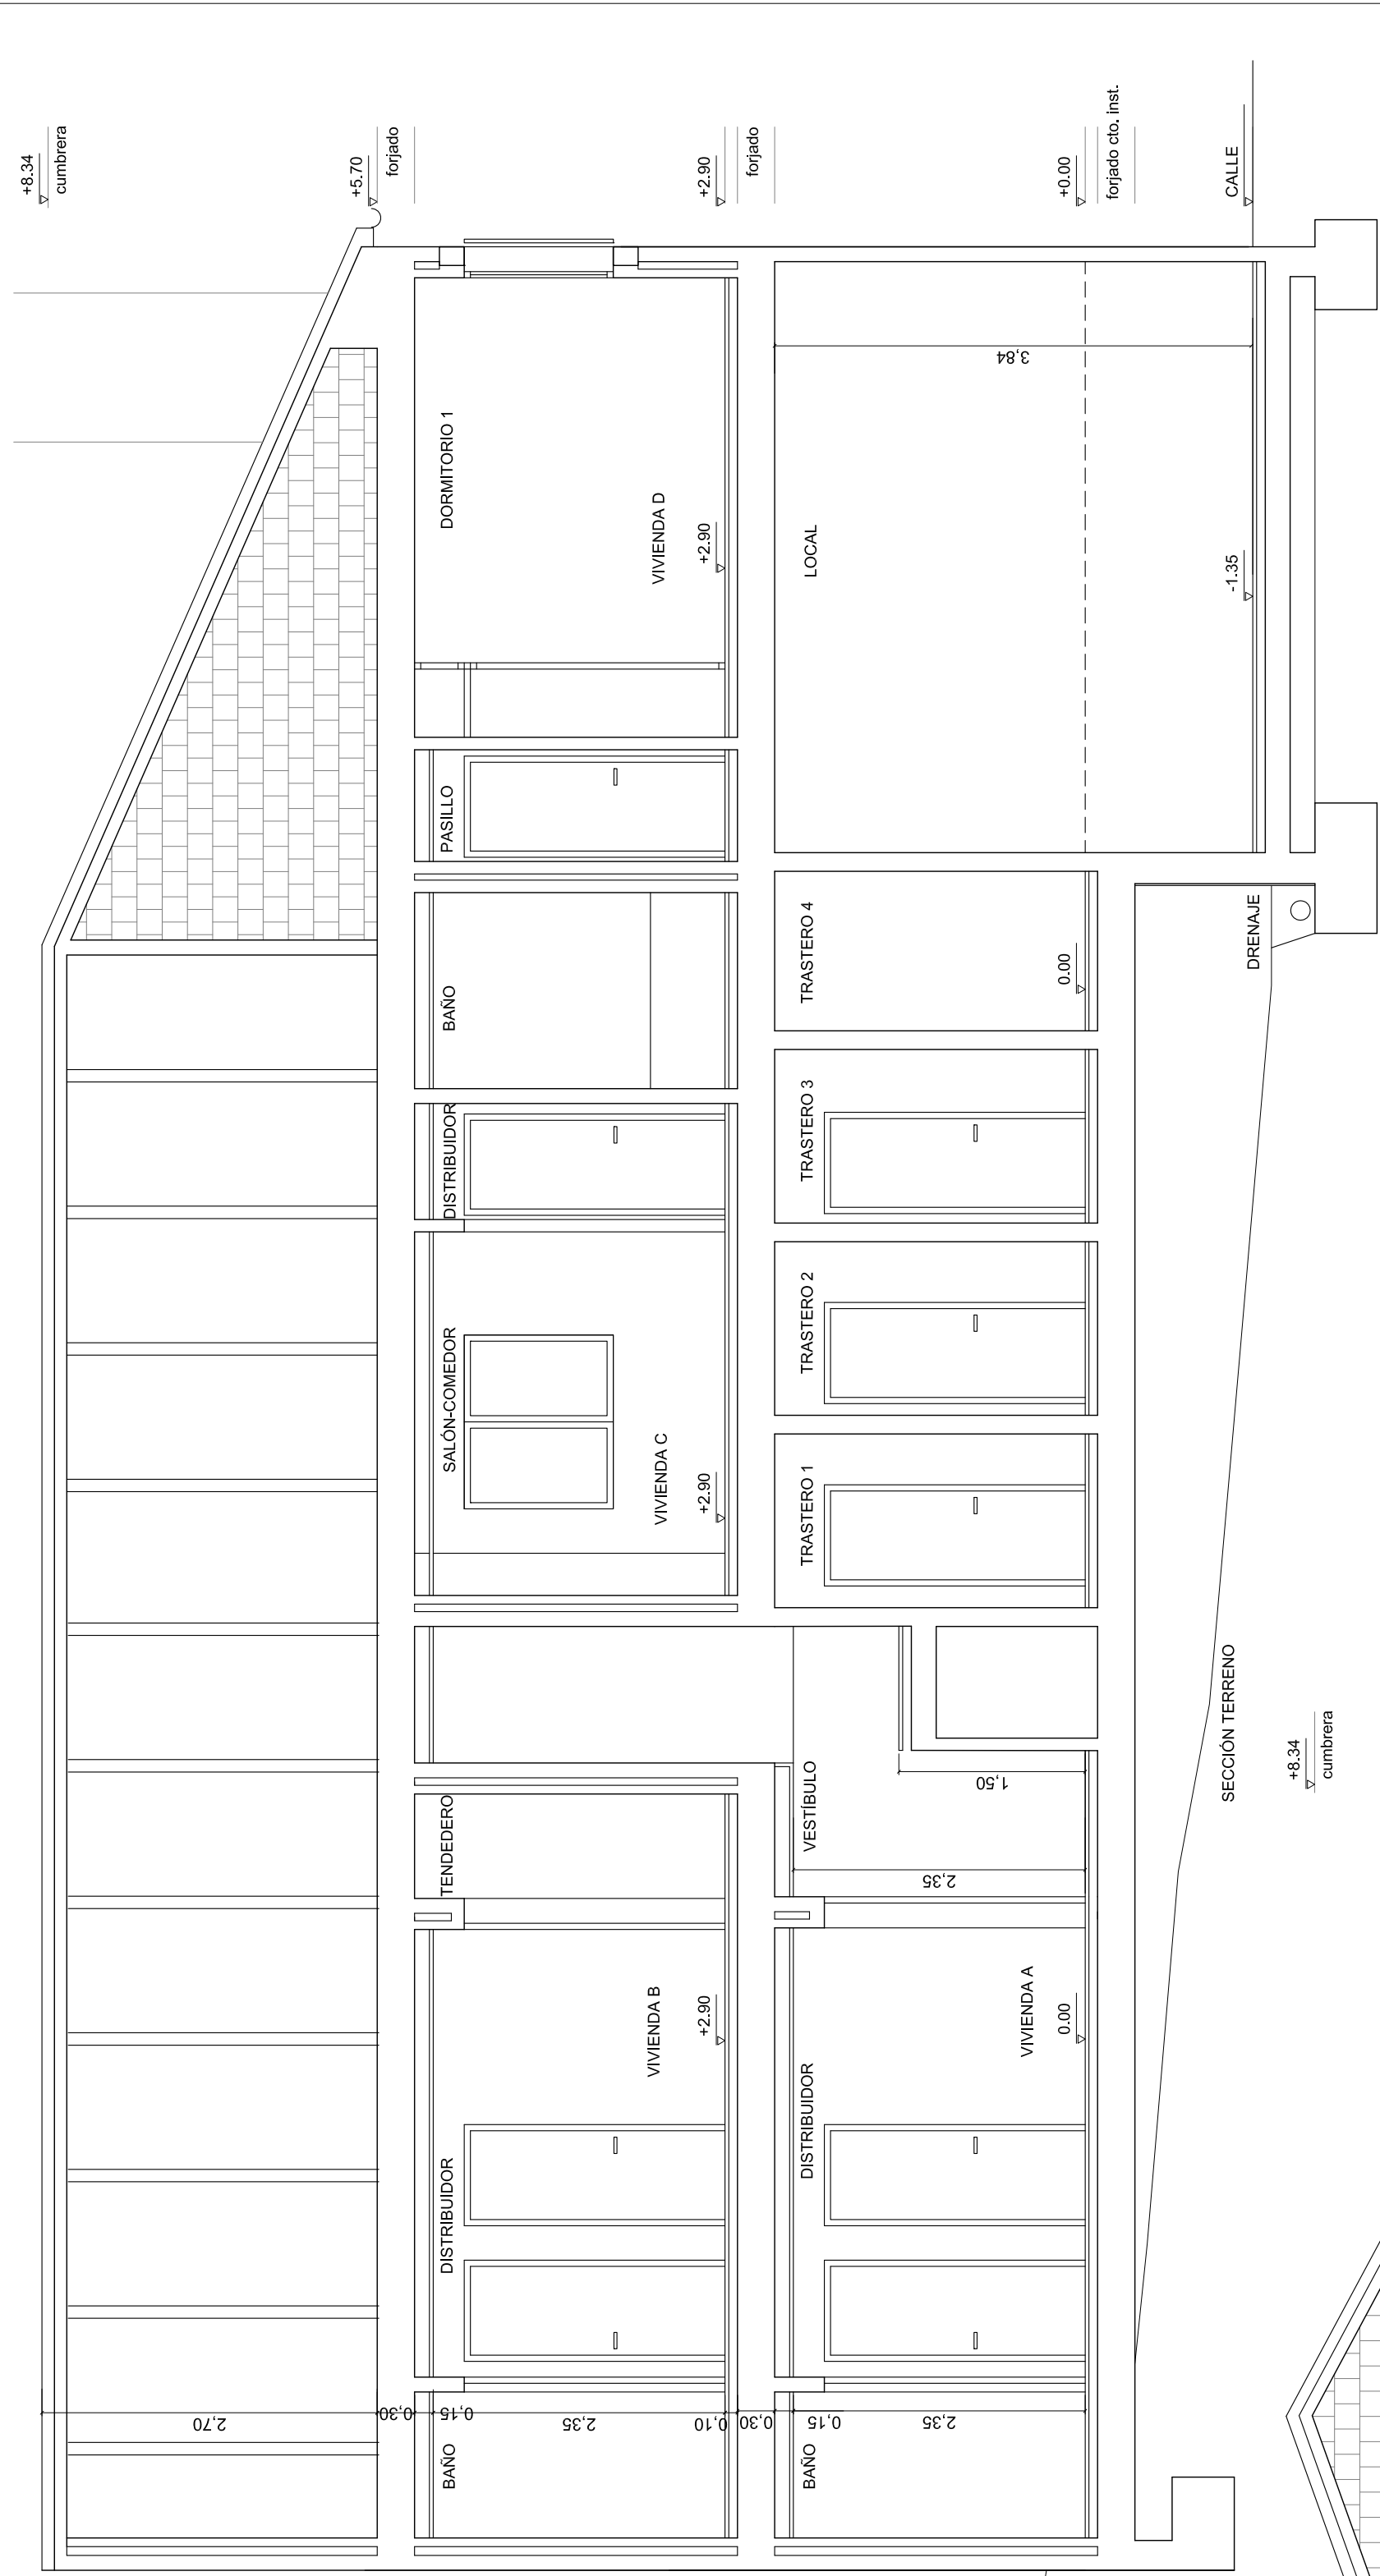 +8.34
cumbrera
+5.70
forjado
+2.90
forjado
+0.00
forjado cto. inst.
CALLE
DORMITORIO 1
VIVIENDA D
+2.90
LOCAL
3,84
-1.35
PASILLO
BAÑO
DISTRIBUIDOR
SALÓN-COMEDOR
VIVIENDA C
+2.90
TENDEDERO
DISTRIBUIDOR
VIVIENDA B
+2.90
BAÑO
TRASTERO 4
0.00
TRASTERO 3
TRASTERO 2
TRASTERO 1
VESTÍBULO
1,50
2,35
DISTRIBUIDOR
VIVIENDA A
0.00
BAÑO
2,70
0,30
0,15
2,35
0,10
0,30
0,15
2,35
DRENAJE
SECCIÓN TERRENO
+8.34
cumbrera